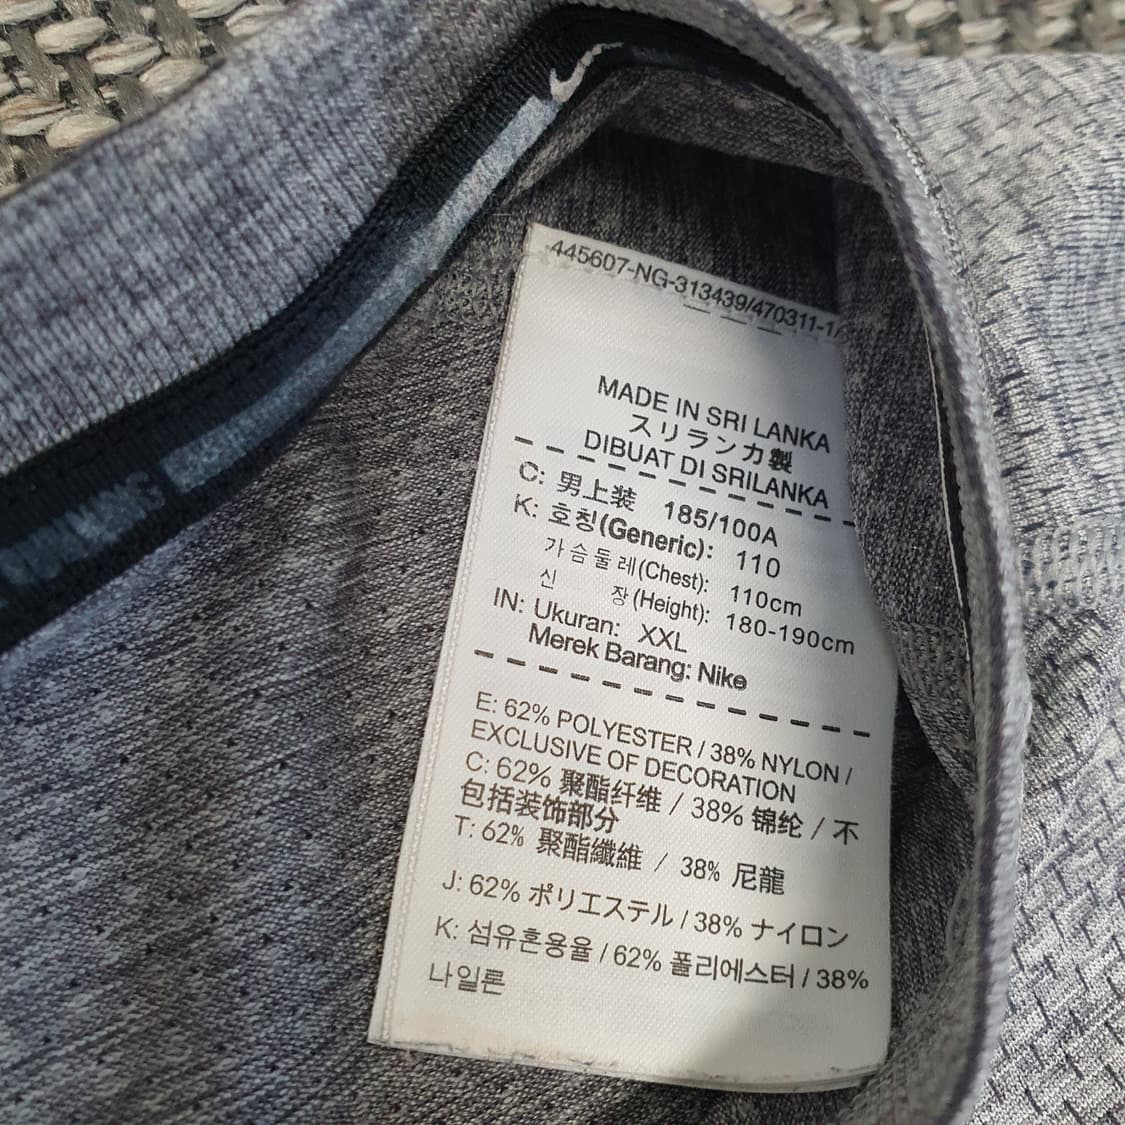 445607-NG-313439/470311-1/
MADE IN SRI LANKA
スリランカ製
DIBUAT DI SRILANKA
C: 男上装 185/100A
K: 호칭(Generic): 110
가슴둘레(Chest): 110cm
신 장(Height): 180-190cm
IN: Ukuran: XXL
Merek Barang: Nike
E: 62% POLYESTER / 38% NYLON /
EXCLUSIVE OF DECORATION
C: 62% 聚酯纤维 / 38% 锦纶 / 不
包括装饰部分
T: 62% 聚酯纖維 / 38% 尼龍
J: 62% ポリエステル / 38% ナイロン
K: 섬유혼용율 / 62% 폴리에스터 / 38%
나일론